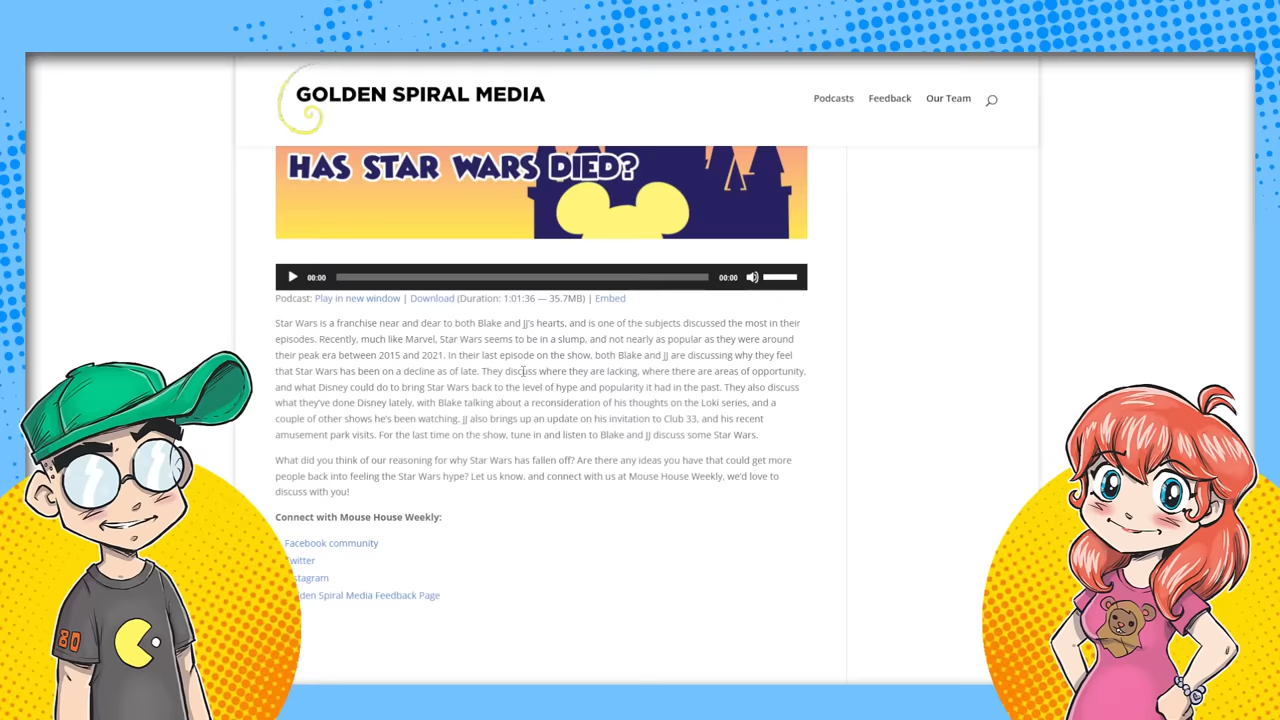 GOLDEN SPIRAL MEDIA
Podcasts Feedback Our Team
HAS STAR WARS DIED?
00:00 00:00
Podcast: Play in new window | Download (Duration: 1:01:36 — 35.7MB) | Embed
Star Wars is a franchise near and dear to both Blake and JJ's hearts, and is one of the subjects discussed the most in their
episodes. Recently, much like Marvel, Star Wars seems to be in a slump, and not nearly as popular as they were around
their peak era between 2015 and 2021. In their last episode on the show, both Blake and JJ are discussing why they feel
that Star Wars has been on a decline as of late. They discuss where they are lacking, where there are areas of opportunity,
and what Disney could do to bring Star Wars back to the level of hype and popularity it had in the past. They also discuss
what they've done Disney lately, with Blake talking about a reconsideration of his thoughts on the Loki series, and a
couple of other shows he's been watching. JJ also brings up an update on his invitation to Club 33, and his recent
amusement park visits. For the last time on the show, tune in and listen to Blake and JJ discuss some Star Wars.
What did you think of our reasoning for why Star Wars has fallen off? Are there any ideas you have that could get more
people back into feeling the Star Wars hype? Let us know, and connect with us at Mouse House Weekly, we'd love to
discuss with you!
Connect with Mouse House Weekly:
Facebook community
witter
stagram
lden Spiral Media Feedback Page
80